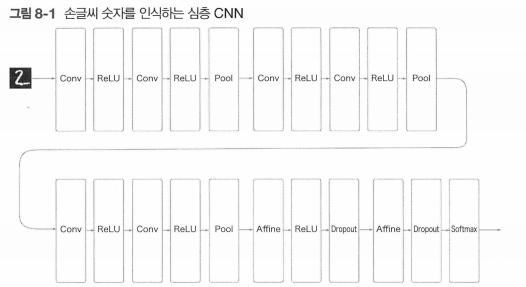 그림 8-1 손글씨 숫자를 인식하는 심층 CNN
2 Conv ReLU Conv ReLU Pool Conv ReLU Conv ReLU Pool
Conv ReLU Conv ReLU Pool Affine ReLU Dropout Affine Dropout Softmax